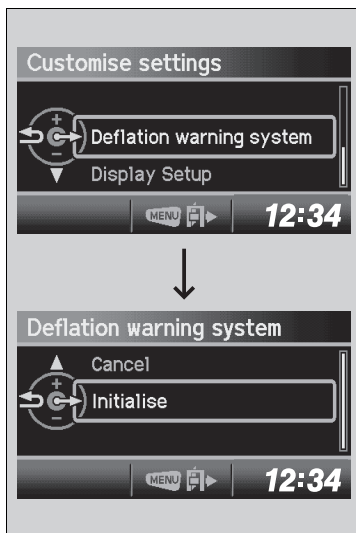 Customise settings
Deflation warning system
Display Setup
MENU 12:34
Deflation warning system
Cancel
Initialise
MENU 12:34